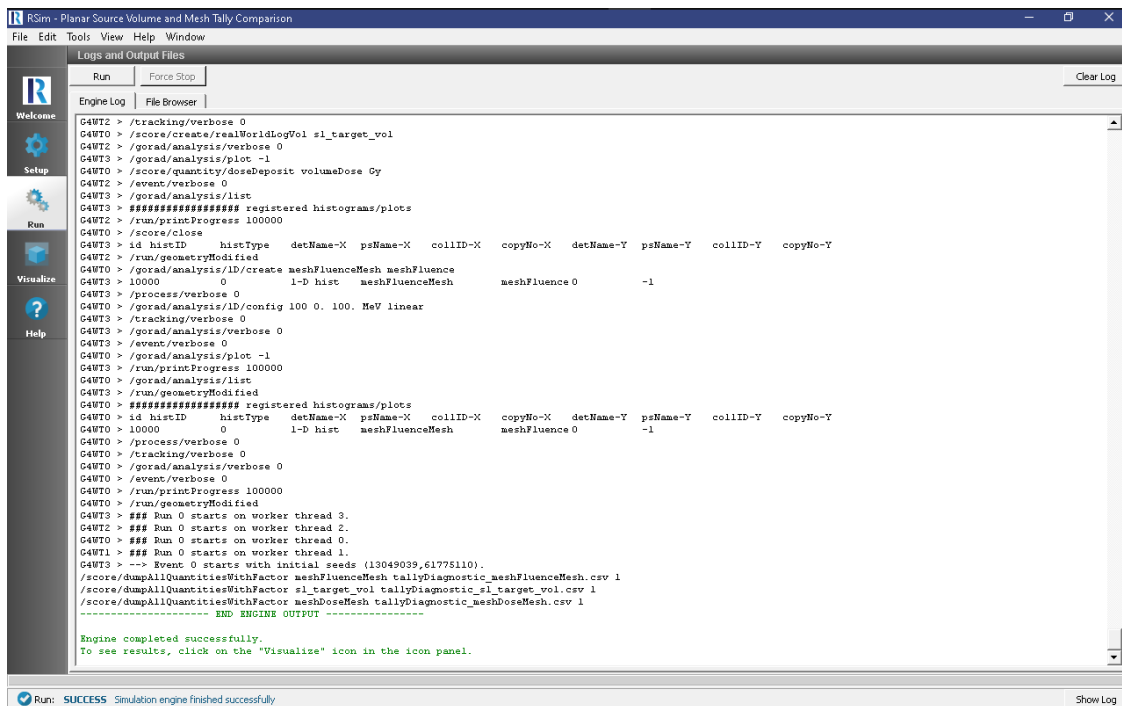 RSim - Planar Source Volume and Mesh Tally Comparison
File Edit Tools View Help Window
Logs and Output Files
Run Force Stop Clear Log
Engine Log File Browser
Welcome
Setup
Run
Visualize
Help
G4WT2 > /tracking/verbose 0
G4WT0 > /score/create/realWorldLogVol sl_target_vol
G4WT2 > /gorad/analysis/verbose 0
G4WT3 > /gorad/analysis/plot -1
G4WT0 > /score/quantity/doseDeposit volumeDose Gy
G4WT2 > /event/verbose 0
G4WT3 > /gorad/analysis/list
G4WT3 > ################## registered histograms/plots
G4WT2 > /run/printProgress 100000
G4WT0 > /score/close
G4WT3 > id histID histType detName-X psName-X collID-X copyNo-X detName-Y psName-Y collID-Y copyNo-Y
G4WT2 > /run/geometryModified
G4WT0 > /gorad/analysis/1D/create meshFluenceMesh meshFluence
G4WT3 > 10000 0 1-D hist meshFluenceMesh meshFluence 0 -1
G4WT3 > /process/verbose 0
G4WT0 > /gorad/analysis/1D/config 100 0. 100. MeV linear
G4WT3 > /tracking/verbose 0
G4WT3 > /gorad/analysis/verbose 0
G4WT3 > /event/verbose 0
G4WT0 > /gorad/analysis/plot -1
G4WT3 > /run/printProgress 100000
G4WT0 > /gorad/analysis/list
G4WT3 > /run/geometryModified
G4WT0 > ################## registered histograms/plots
G4WT0 > id histID histType detName-X psName-X collID-X copyNo-X detName-Y psName-Y collID-Y copyNo-Y
G4WT0 > 10000 0 1-D hist meshFluenceMesh meshFluence 0 -1
G4WT0 > /process/verbose 0
G4WT0 > /tracking/verbose 0
G4WT0 > /gorad/analysis/verbose 0
G4WT0 > /event/verbose 0
G4WT0 > /run/printProgress 100000
G4WT0 > /run/geometryModified
G4WT3 > ### Run 0 starts on worker thread 3.
G4WT2 > ### Run 0 starts on worker thread 2.
G4WT0 > ### Run 0 starts on worker thread 0.
G4WT1 > ### Run 0 starts on worker thread 1.
G4WT3 > --> Event 0 starts with initial seeds (13049039,61775110).
/score/dumpAllQuantitiesWithFactor meshFluenceMesh tallyDiagnostic_meshFluenceMesh.csv 1
/score/dumpAllQuantitiesWithFactor sl_target_vol tallyDiagnostic_sl_target_vol.csv 1
/score/dumpAllQuantitiesWithFactor meshDoseMesh tallyDiagnostic_meshDoseMesh.csv 1
--------------------- END ENGINE OUTPUT ----------------
Engine completed successfully.
To see results, click on the "Visualize" icon in the icon panel.
Run: SUCCESS Simulation engine finished successfully Show Log